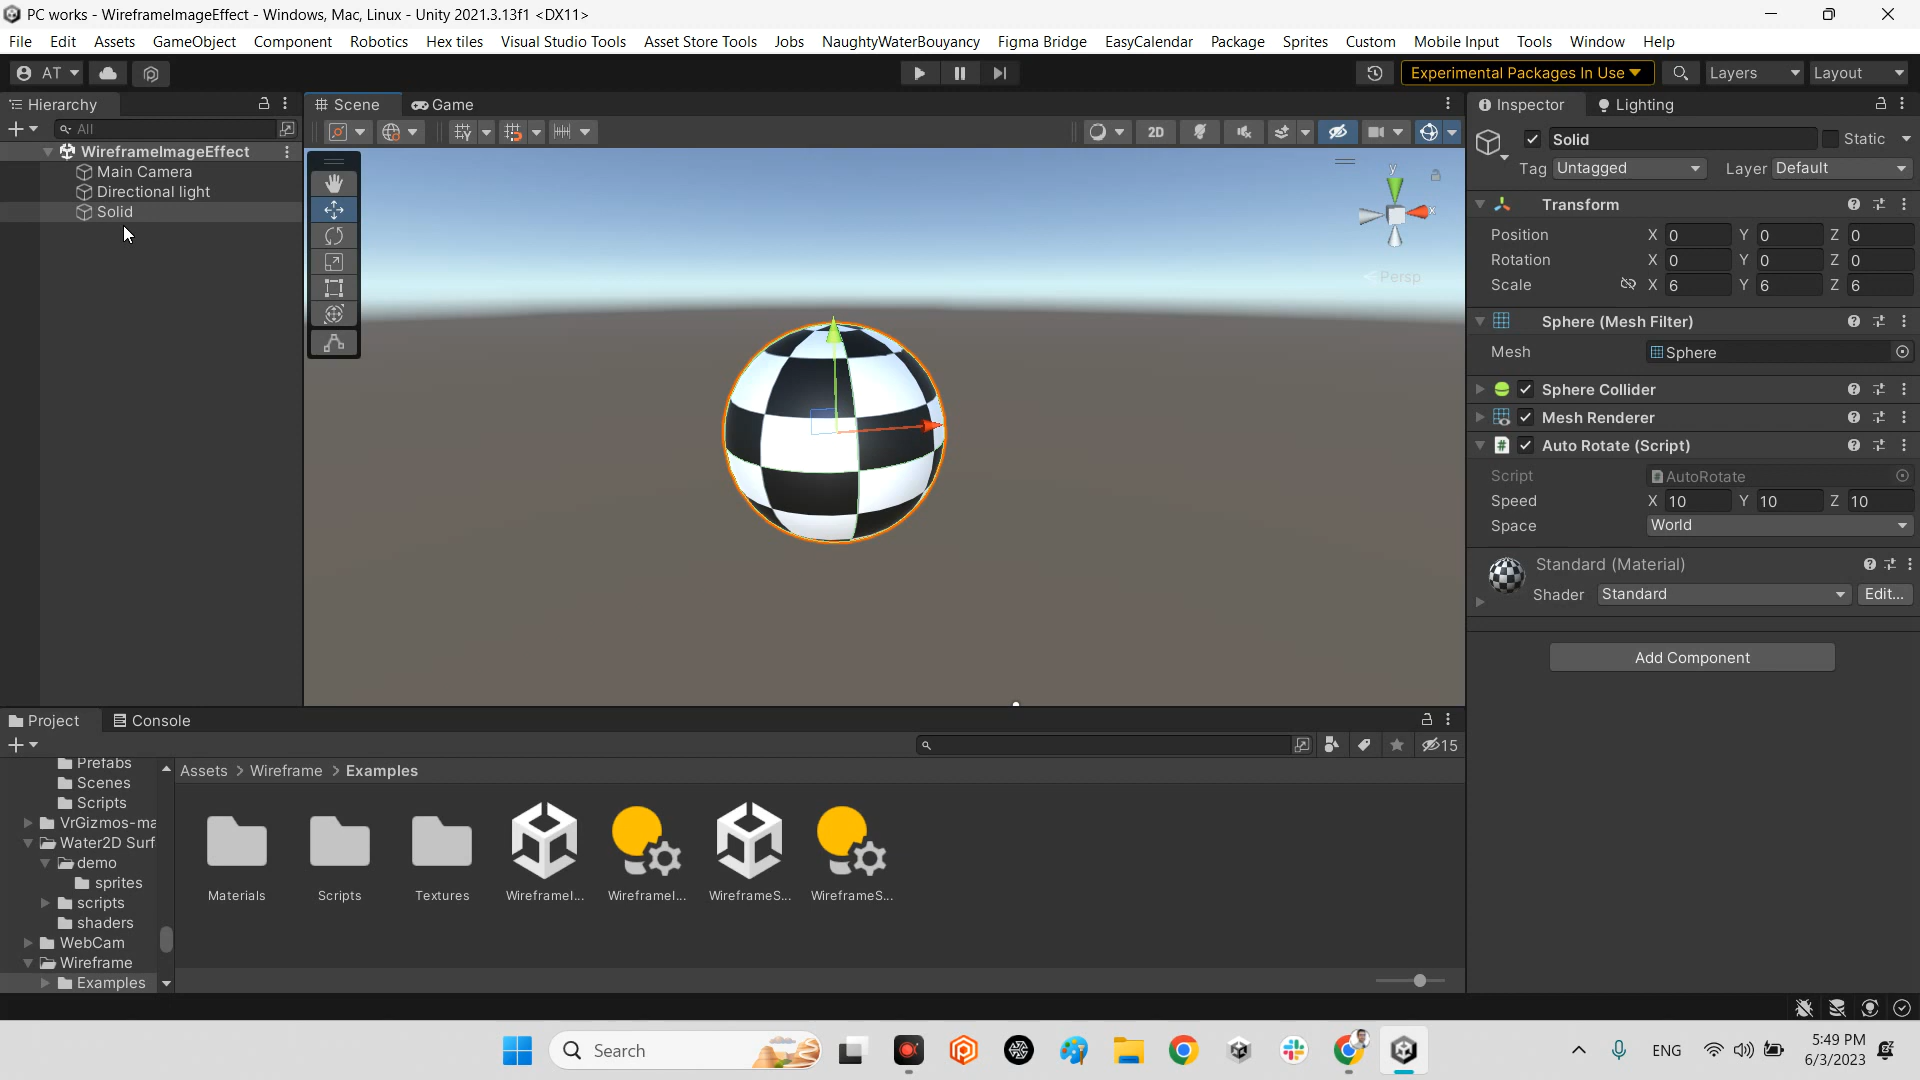 PC works - WireframeImageEffect - Windows, Mac, Linux - Unity 2021.3.13f1 <DX11>
File Edit Assets GameObject Component Robotics Hex tiles Visual Studio Tools Asset Store Tools Jobs NaughtyWaterBouyancy Figma Bridge EasyCalendar Package Sprites Custom Mobile Input Tools Window Help
AT Experimental Packages In Use Layers Layout
Hierarchy
All
WireframeImageEffect
Main Camera
Directional light
Solid
Scene Game
2D
y
x
Persp
Inspector Lighting
Solid Static
Tag Untagged Layer Default
Transform
Position X 0 Y 0 Z 0
Rotation X 0 Y 0 Z 0
Scale X 6 Y 6 Z 6
Sphere (Mesh Filter)
Mesh Sphere
Sphere Collider
Mesh Renderer
Auto Rotate (Script)
Script AutoRotate
Speed X 10 Y 10 Z 10
Space World
Standard (Material)
Shader Standard Edit...
Add Component
Project Console
15
Prefabs
Scenes
Scripts
VrGizmos-ma
Water2D Surf
demo
sprites
scripts
shaders
WebCam
Wireframe
Examples
Assets > Wireframe > Examples
Materials Scripts Textures WireframeI... WireframeI... WireframeS... WireframeS...
Search
ENG
5:49 PM
6/3/2023